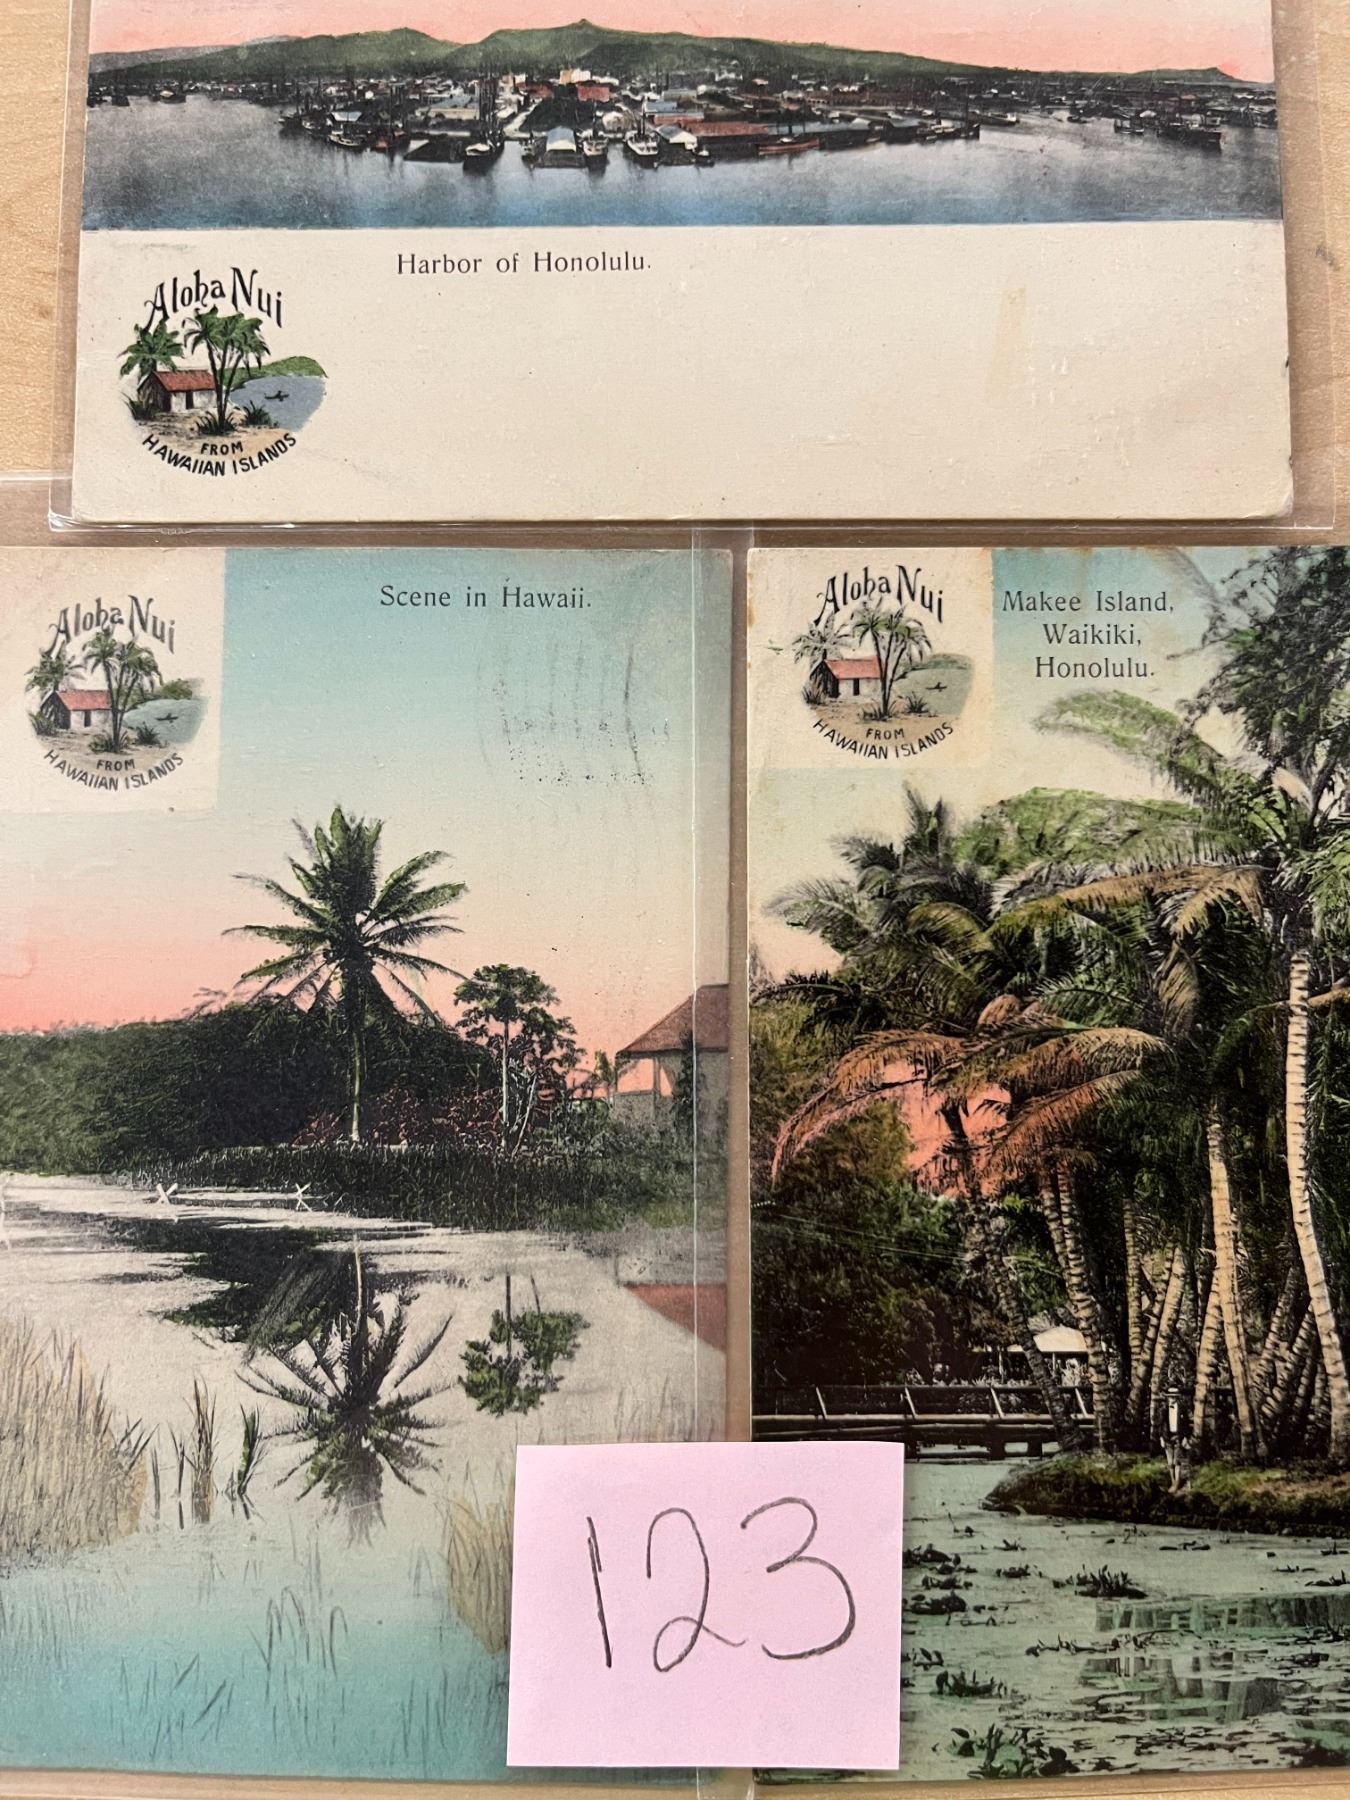 Harbor of Honolulu.
Aloha Nui
FROM
HAWAIIAN ISLANDS
Scene in Hawaii.
Aloha Nui
FROM
HAWAIIAN ISLANDS
Aloha Nui
FROM
HAWAIIAN ISLANDS
Makee Island,
Waikiki,
Honolulu.
123